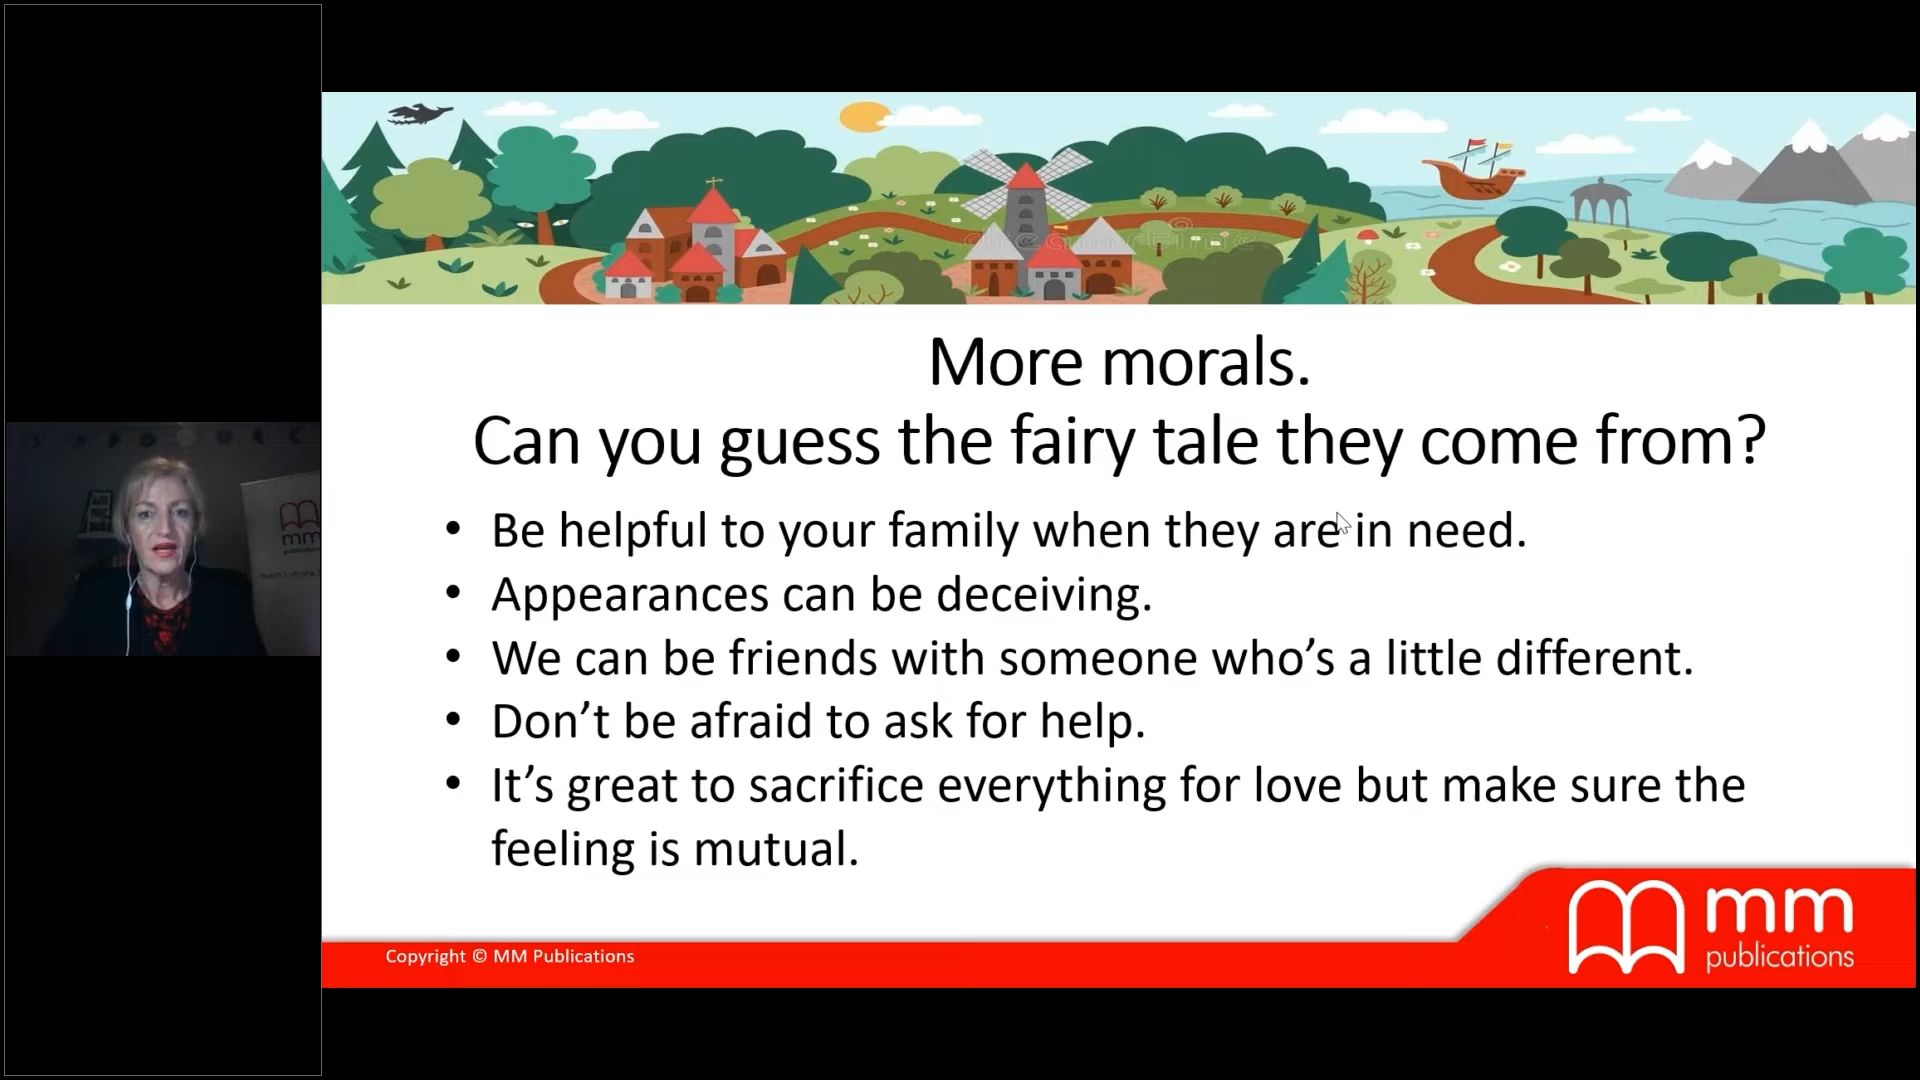 More morals.
Can you guess the fairy tale they come from?
• Be helpful to your family when they are in need.
• Appearances can be deceiving.
• We can be friends with someone who’s a little different.
• Don’t be afraid to ask for help.
• It’s great to sacrifice everything for love but make sure the
feeling is mutual.
Copyright © MM Publications
mm
publications
mm